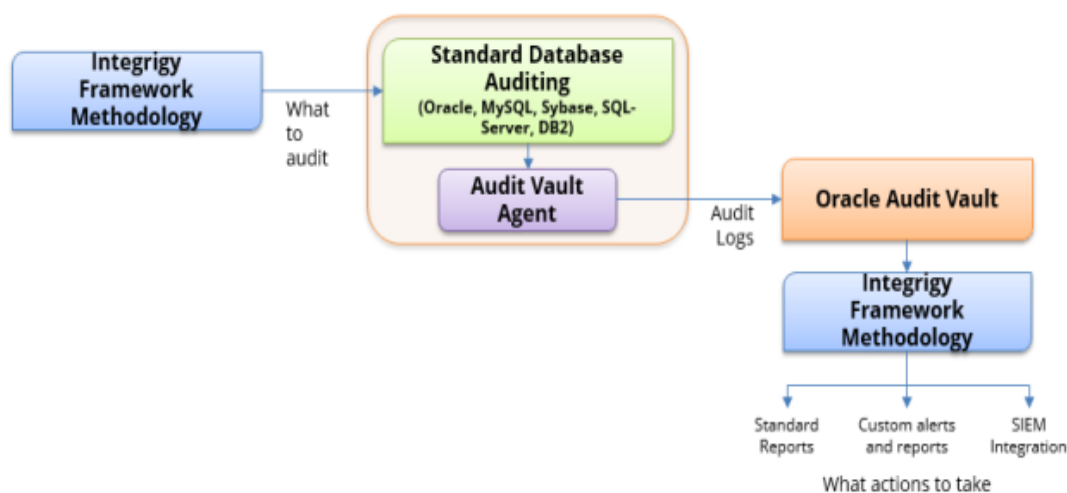 Integrigy
Framework
Methodology
What
to
audit
Standard Database
Auditing
(Oracle, MySQL, Sybase, SQL-
Server, DB2)
Audit Vault
Agent
Audit
Logs
Oracle Audit Vault
Integrigy
Framework
Methodology
Standard
Reports
Custom alerts
and reports
SIEM
Integration
What actions to take